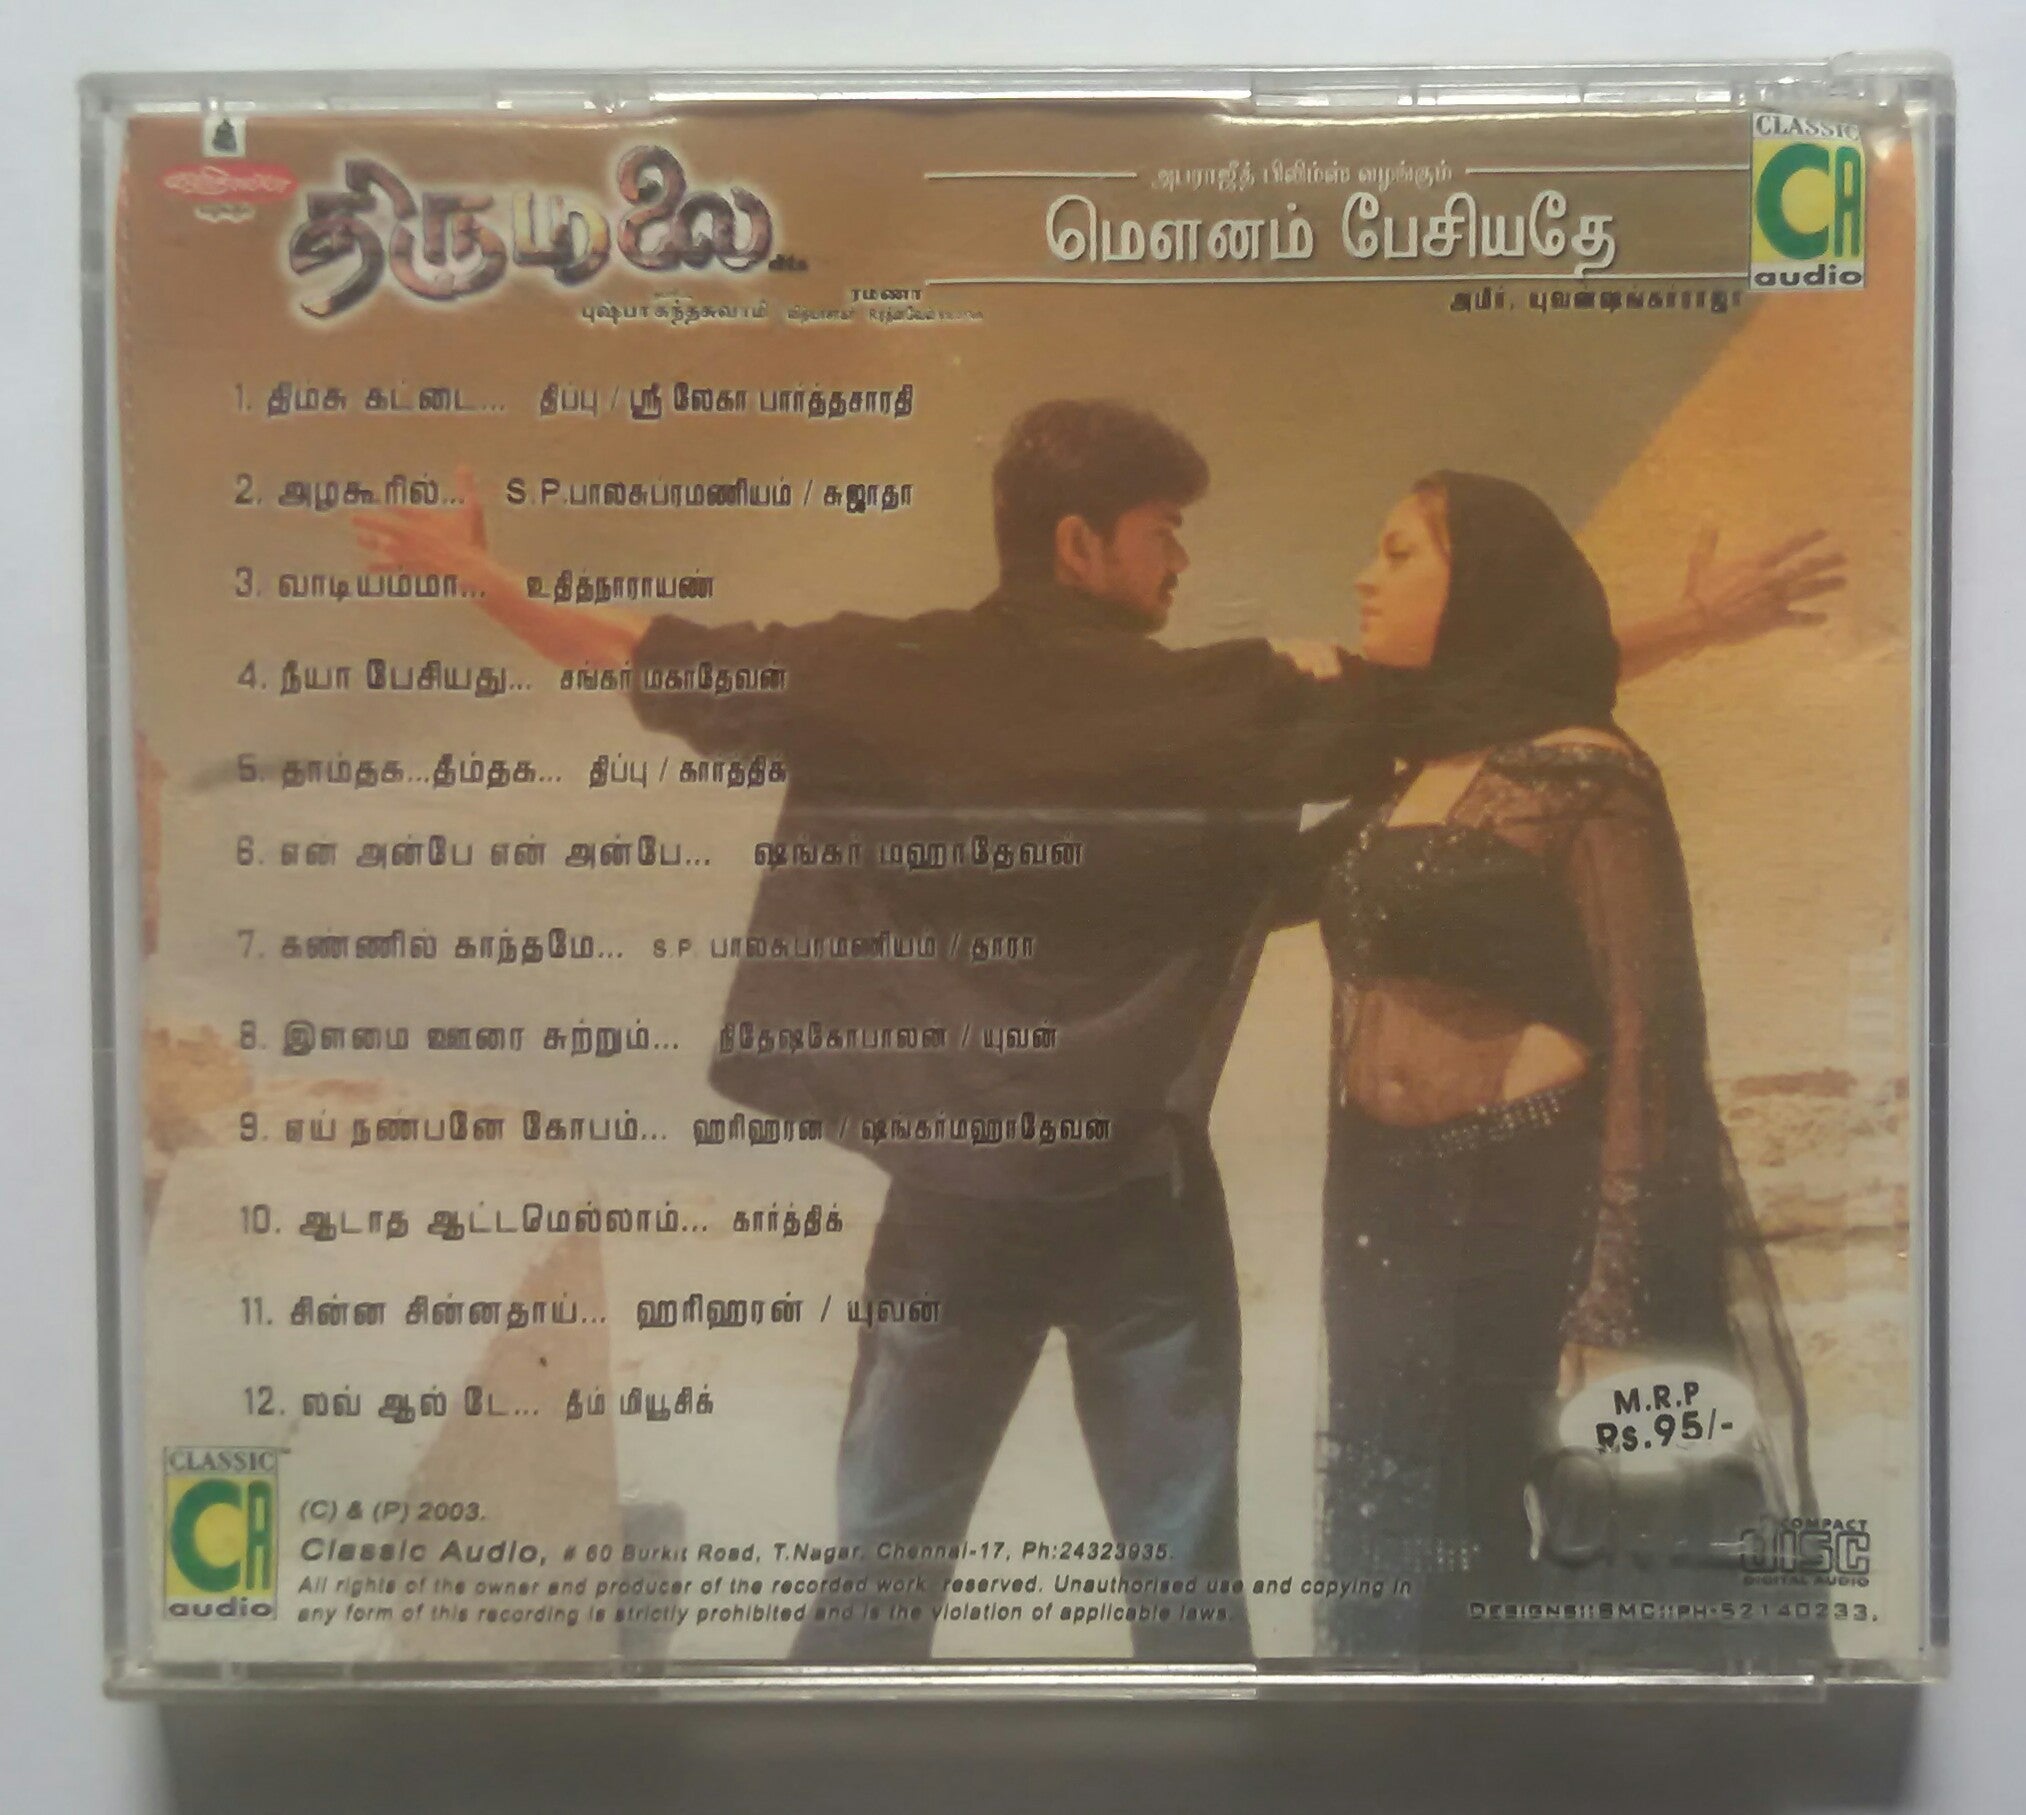 திருமலை
ரமணா
புஷ்பா கந்தசுவாமி
அபராஜீத் பிலிம்ஸ் வழங்கும்
மௌனம் பேசியதே
அமீர். யுவன்ஷங்கர்ராஜா
CLASSIC
CA
audio
1. திம்சு கட்டை... திப்பு / ஸ்ரீ லேகா பார்த்தசாரதி
2. அழகூரில்... S.P.பாலசுப்ரமணியம் / சுஜாதா
3. வாடியம்மா... உதித்நாராயண்
4. நீயா பேசியது... சங்கர் மகாதேவன்
5. தாம்தக...தீம்தக... திப்பு / கார்த்திக்
6. என் அன்பே என் அன்பே... ஷங்கர் மஹாதேவன்
7. கண்ணில் காந்தமே... S.P. பாலசுப்ரமணியம் / தாரா
8. இளமை ஊரை சுற்றும்... நிதேஷ்கோபாலன் / யுவன்
9. ஏய் நண்பனே கோபம்... ஹரிஹரன் / ஷங்கர்மஹாதேவன்
10. ஆடாத ஆட்டமெல்லாம்... கார்த்திக்
11. சின்ன சின்னதாய்... ஹரிஹரன் / யுவன்
12. லவ் ஆல் டே... தீம் மியூசிக்
M.R.P
Rs.95/-
CLASSIC
CA
audio
(C) & (P) 2003.
Classic Audio, # 60 Burkit Road, T.Nagar, Chennai-17, Ph:24323935.
All rights of the owner and producer of the recorded work reserved. Unauthorised use and copying in
any form of this recording is strictly prohibited and is the violation of applicable laws.
COMPACT
DISC
DIGITAL AUDIO
DESIGNS::SMC::PH-52140233.